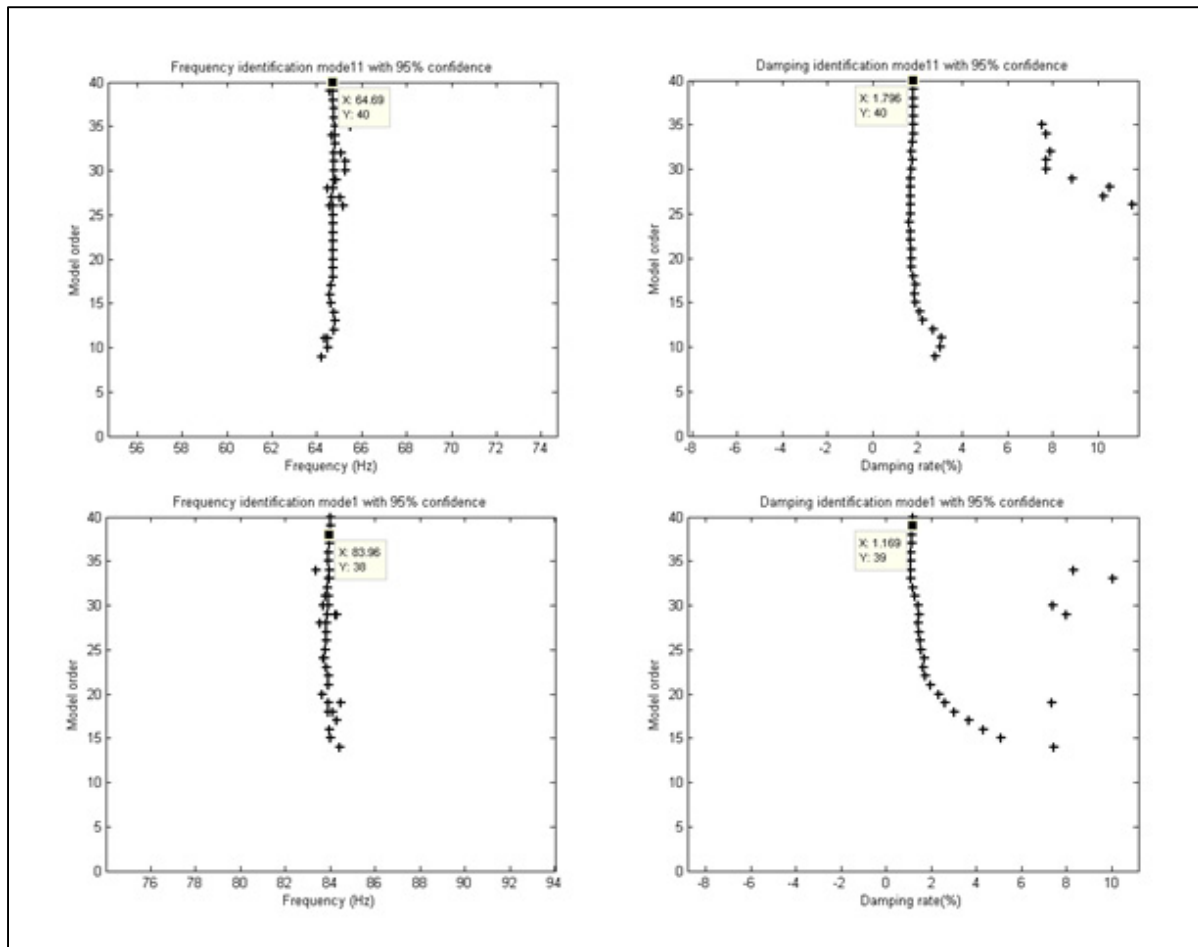 Frequency identification mode11 with 95% confidence
40
35
30
25
20
15
10
5
0
Model order
X: 64.69
Y: 40
56 58 60 62 64 66 68 70 72 74
Frequency (Hz)
Damping identification mode11 with 95% confidence
40
35
30
25
20
15
10
5
0
Model order
X: 1.796
Y: 40
-8 -6 -4 -2 0 2 4 6 8 10
Damping rate(%)
Frequency identification mode1 with 95% confidence
40
35
30
25
20
15
10
5
0
Model order
X: 83.96
Y: 38
76 78 80 82 84 86 88 90 92 94
Frequency (Hz)
Damping identification mode1 with 95% confidence
40
35
30
25
20
15
10
5
0
Model order
X: 1.169
Y: 39
-8 -6 -4 -2 0 2 4 6 8 10
Damping rate(%)